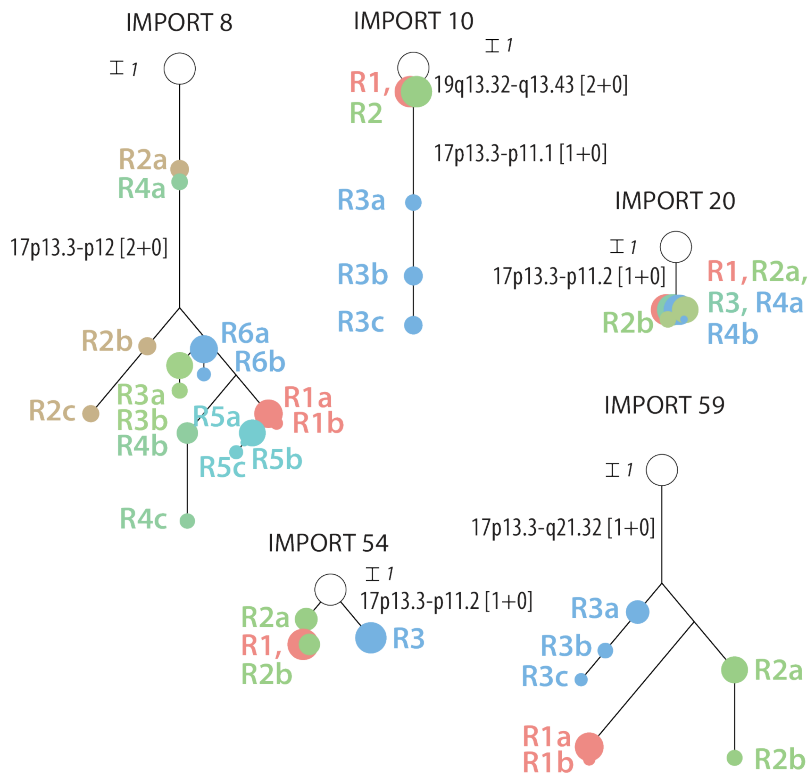 IMPORT 8
1
R2a
R4a
17p13.3-p12 [2+0]
R2b
R6a
R6b
R3a
R3b
R2c
R1a
R1b
R5a
R4b
R5b
R5c
R4c
IMPORT 10
1
R1,
R2
19q13.32-q13.43 [2+0]
17p13.3-p11.1 [1+0]
R3a
R3b
R3c
IMPORT 20
1
17p13.3-p11.2 [1+0]
R1, R2a,
R3, R4a
R2b
R4b
IMPORT 54
1
17p13.3-p11.2 [1+0]
R2a
R1,
R2b
R3
IMPORT 59
1
17p13.3-q21.32 [1+0]
R3a
R3b
R3c
R2a
R1a
R1b
R2b